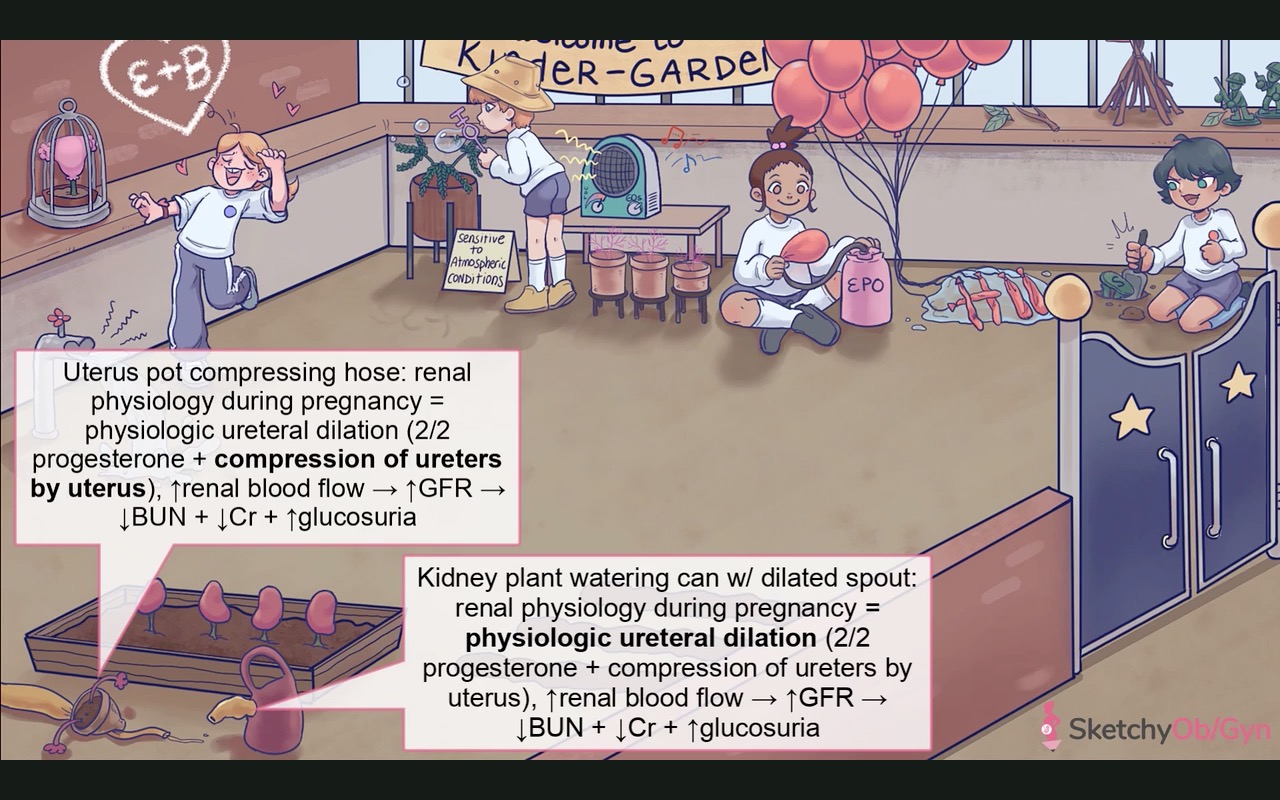 Welcome to
KinDER-GARDEN
ε+B
HOT
Sensitive
to
Atmospheric
Conditions
EPO
Uterus pot compressing hose: renal
physiology during pregnancy =
physiologic ureteral dilation (2/2
progesterone + compression of ureters
by uterus), ↑renal blood flow → ↑GFR →
↓BUN + ↓Cr + ↑glucosuria
Kidney plant watering can w/ dilated spout:
renal physiology during pregnancy =
physiologic ureteral dilation (2/2
progesterone + compression of ureters by
uterus), ↑renal blood flow → ↑GFR →
↓BUN + ↓Cr + ↑glucosuria
SketchyOb/Gyn